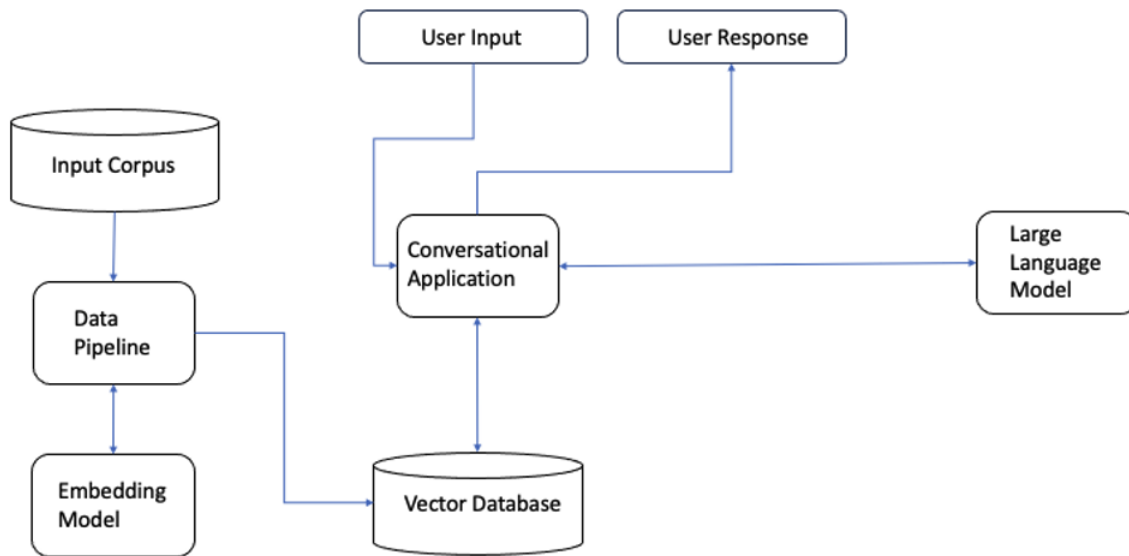 User Input
User Response
Input Corpus
Conversational
Application
Large
Language
Model
Data
Pipeline
Embedding
Model
Vector Database